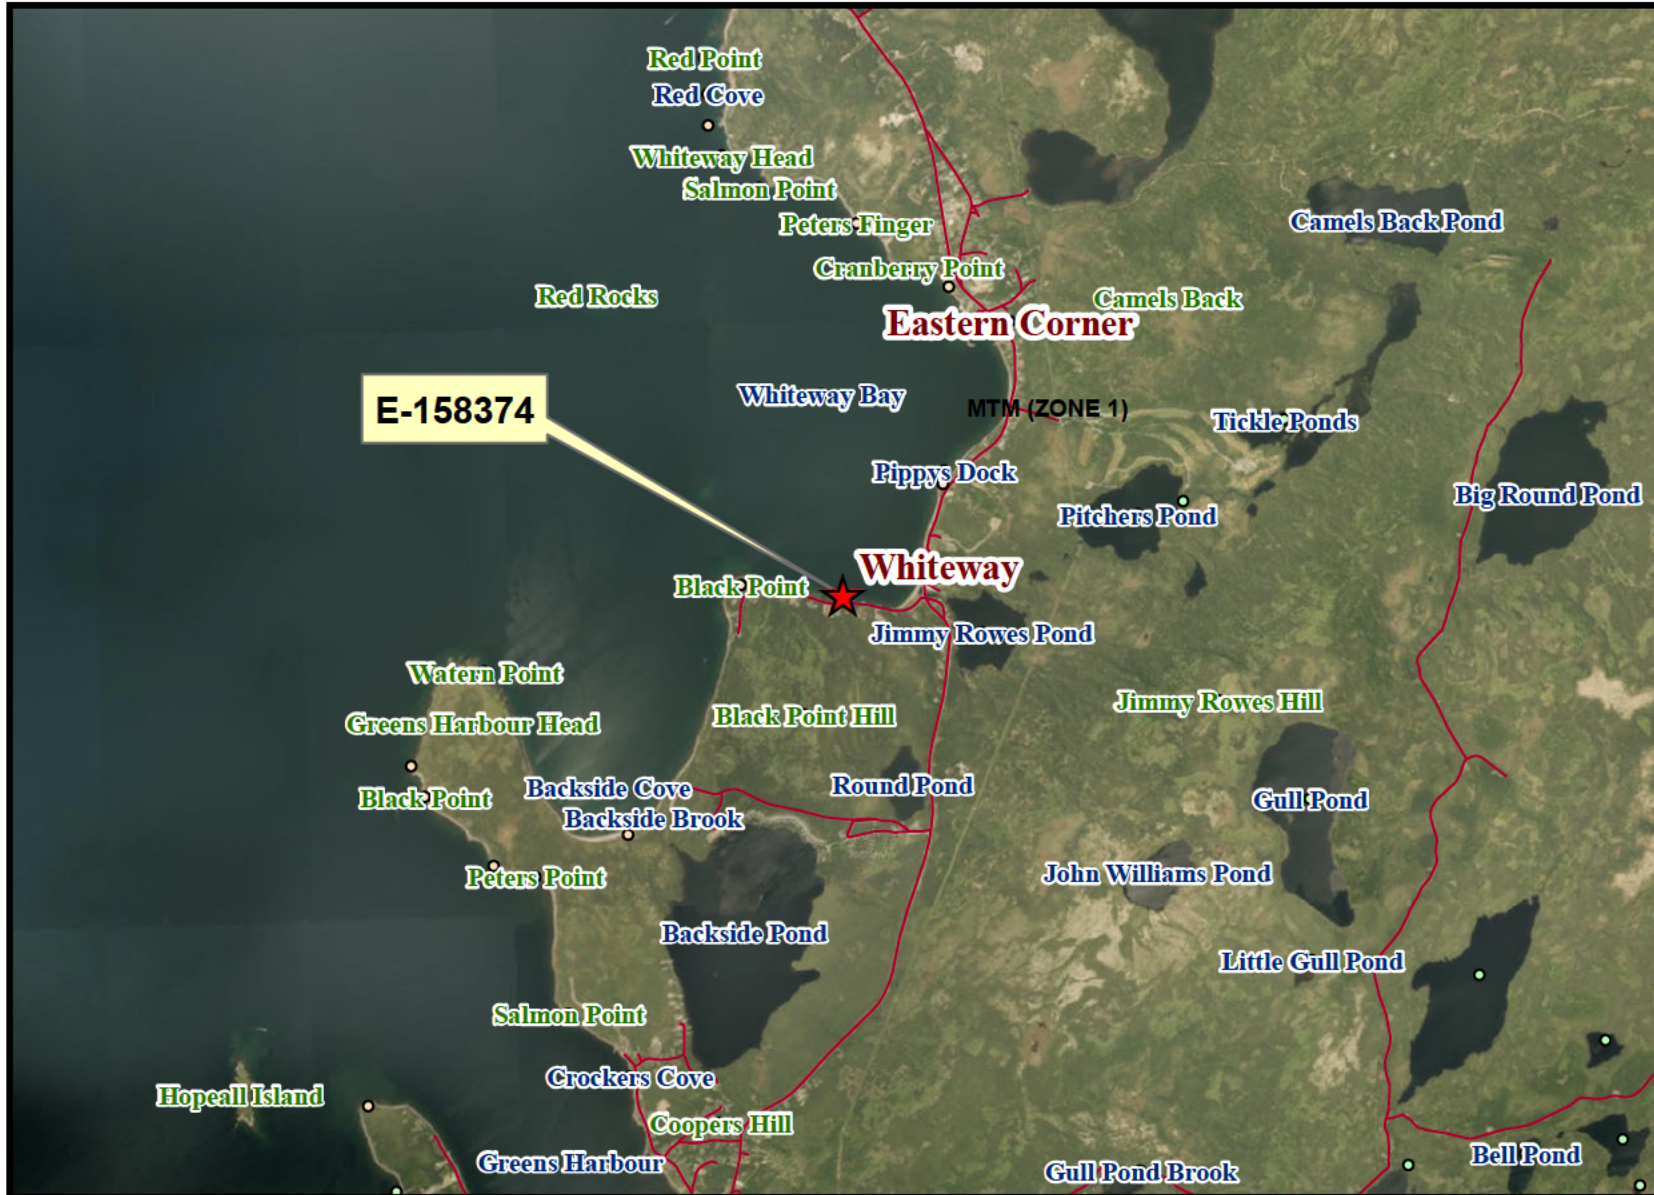 Red Point
Red Cove
Whiteway Head
Salmon Point
Peters Finger
Camels Back Pond
Cranberry Point
Red Rocks
Camels Back
Eastern Corner
Whiteway Bay
E-158374
MTM (ZONE 1)
Tickle Ponds
Pippys Dock
Big Round Pond
Pitchers Pond
Whiteway
Black Point
Jimmy Rowes Pond
Watern Point
Jimmy Rowes Hill
Black Point Hill
Greens Harbour Head
Backside Cove
Round Pond
Black Point
Gull Pond
Backside Brook
John Williams Pond
Peters Point
Backside Pond
Little Gull Pond
Salmon Point
Crockers Cove
Hopeall Island
Coopers Hill
Bell Pond
Greens Harbour
Gull Pond Brook